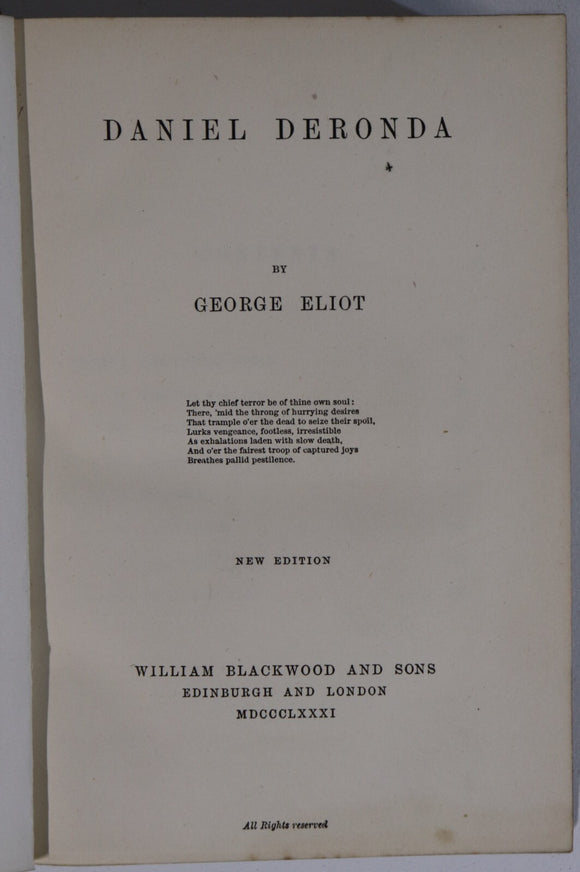 DANIEL DERONDA
BY
GEORGE ELIOT
Let thy chief terror be of thine own soul:
There, 'mid the throng of hurrying desires
That trample o'er the dead to seize their spoil,
Lurks vengeance, footless, irresistible
As exhalations laden with slow death,
And o'er the fairest troop of captured joys
Breathes pallid pestilence.
NEW EDITION
WILLIAM BLACKWOOD AND SONS
EDINBURGH AND LONDON
MDCCCLXXXI
All Rights reserved